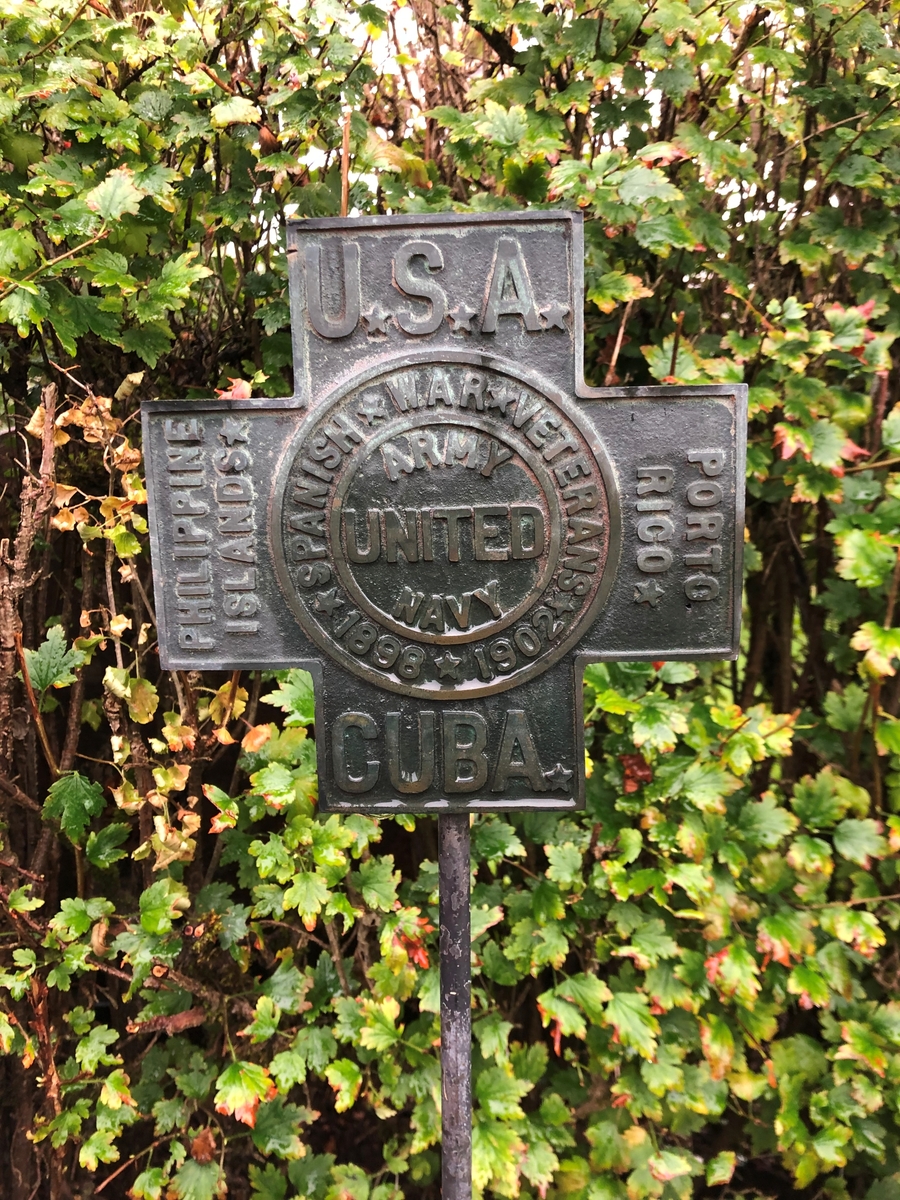 U.S.A.
PHILIPPINE
ISLANDS
SPANISH WAR VETERANS
ARMY
UNITED
NAVY
1898 1902
PORTO
RICO
CUBA